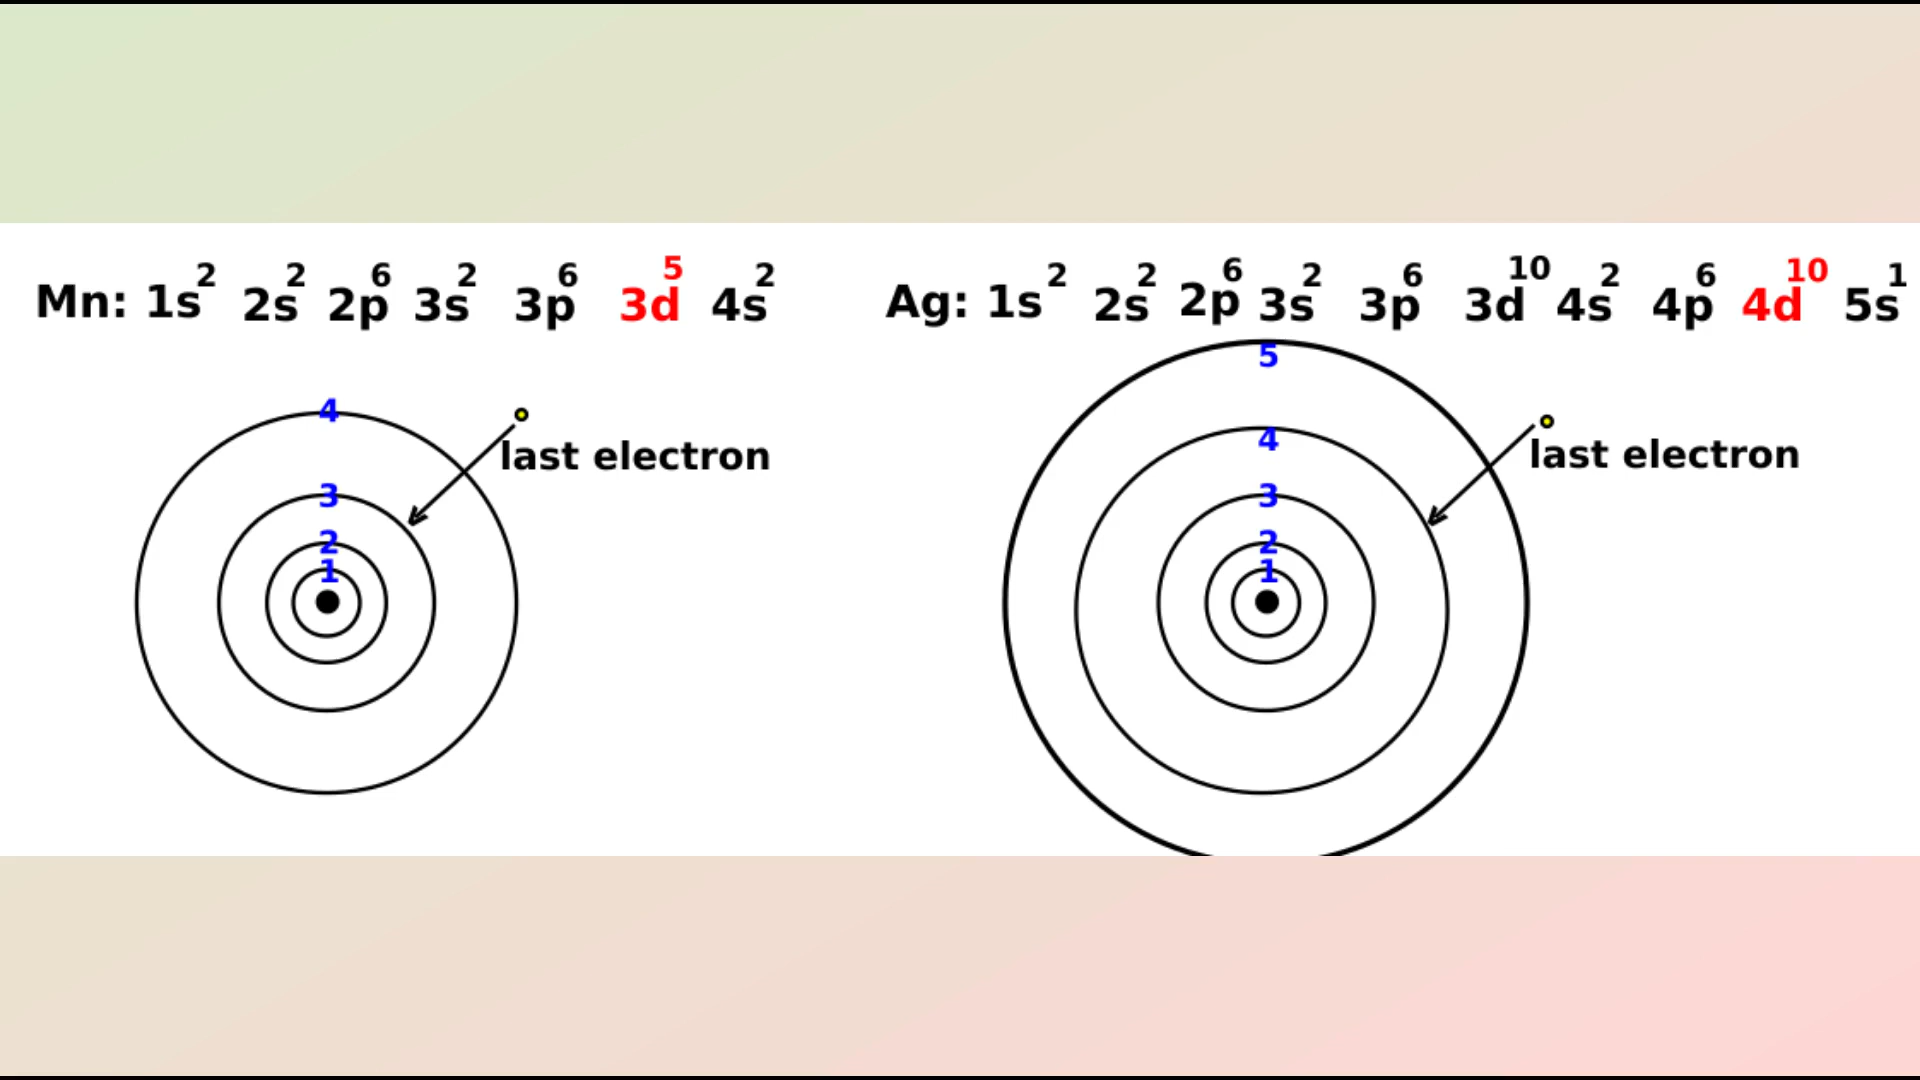 Mn: 1s² 2s² 2p⁶ 3s² 3p⁶ 3d⁵ 4s²
Ag: 1s² 2s² 2p⁶ 3s² 3p⁶ 3d¹⁰ 4s² 4p⁶ 4d¹⁰ 5s¹
4
3
2
1
last electron
5
4
3
2
1
last electron